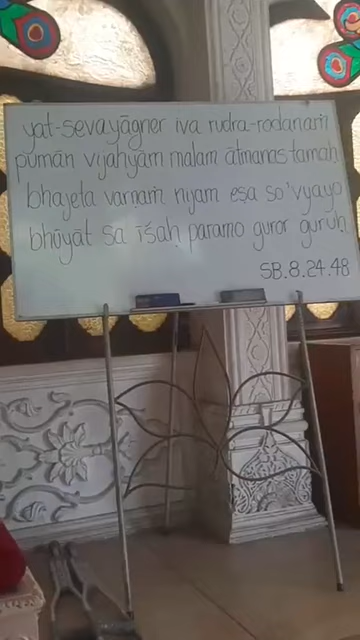 yat-sevayāgner iva rudra-rodanaṁ
pumān vijahyām malam ātmanas tamaḥ
bhajeta varṇaṁ nijam eṣa so'vyayo
bhūyāt sa īśaḥ paramo guror guruḥ
SB.8.24.48